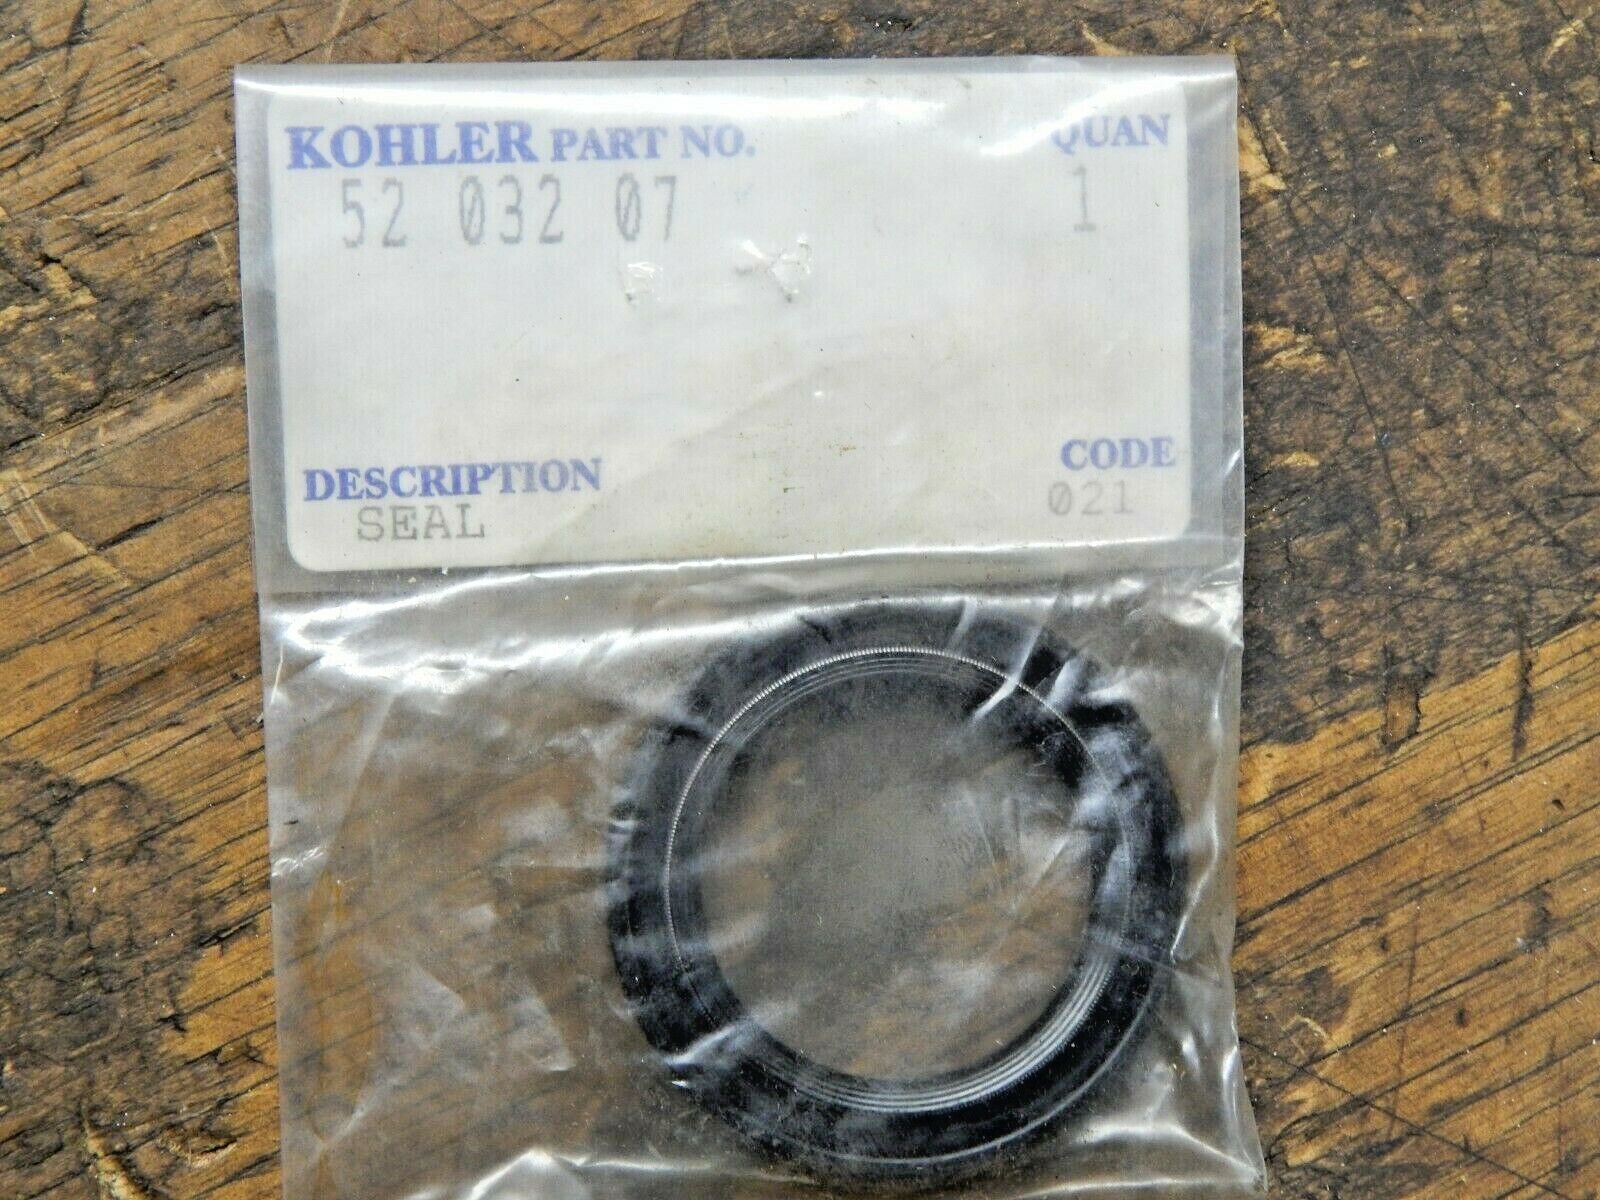 KOHLER PART NO. QUAN
52 032 07 1
DESCRIPTION CODE
SEAL 021